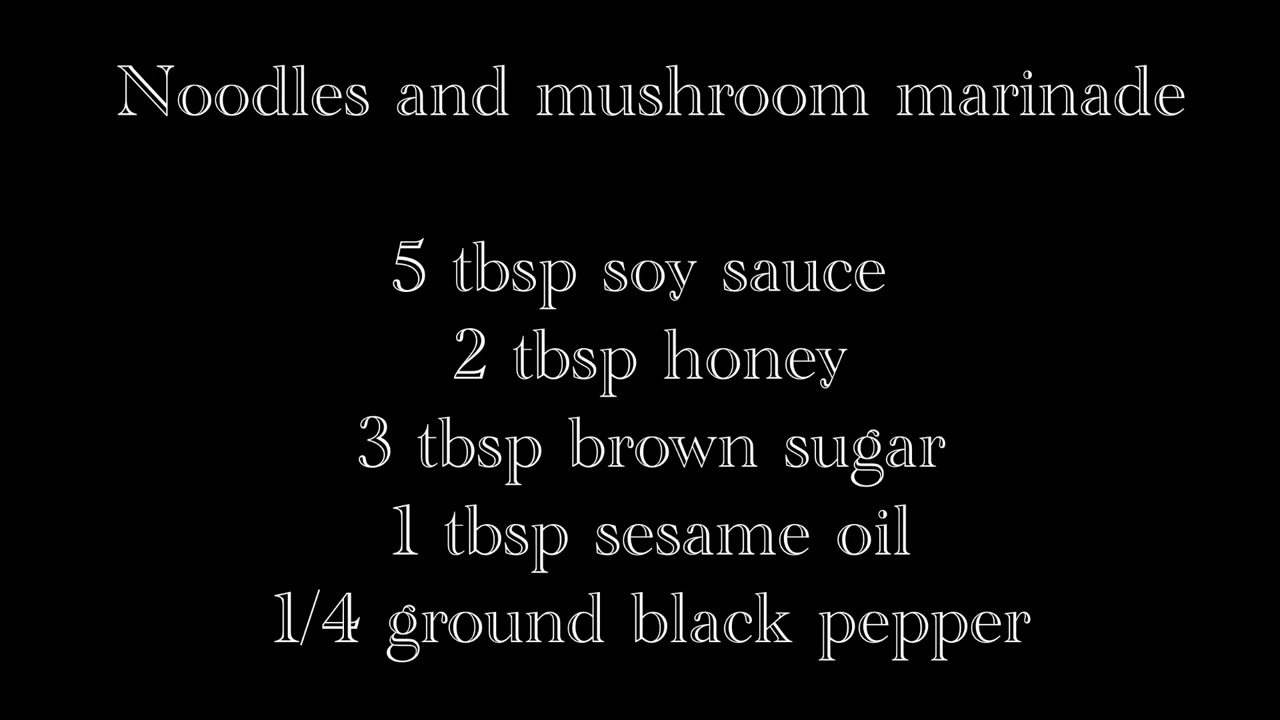 Noodles and mushroom marinade
5 tbsp soy sauce
2 tbsp honey
3 tbsp brown sugar
1 tbsp sesame oil
1/4 ground black pepper